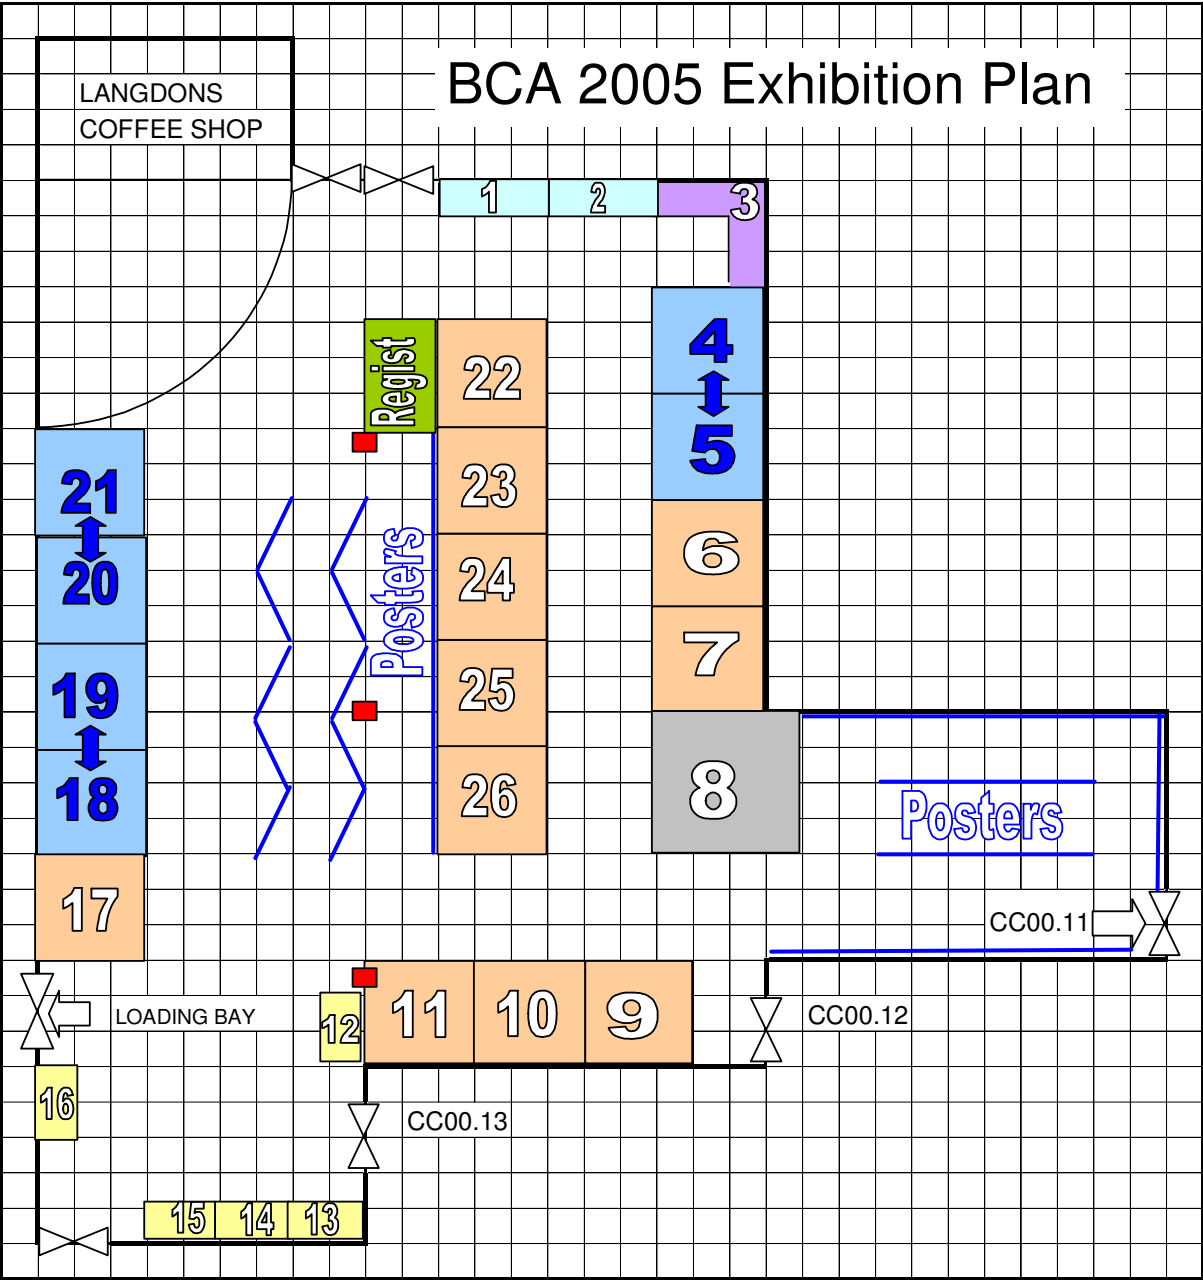 BCA 2005 Exhibition Plan
LANGDONS
COFFEE SHOP
1
2
3
4
5
6
7
8
Regist
22
23
24
25
26
Posters
21
20
19
18
17
Posters
CC00.11
CC00.12
LOADING BAY
12
11
10
9
16
CC00.13
15
14
13